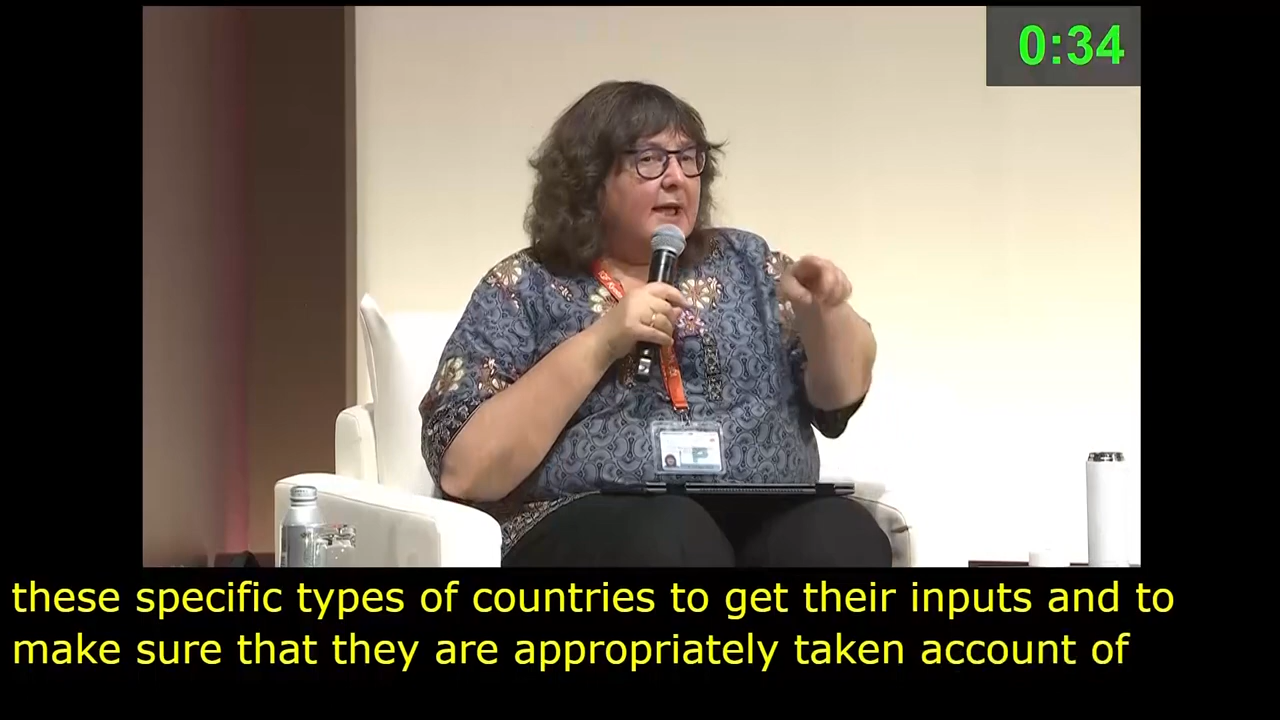 0:34
these specific types of countries to get their inputs and to
make sure that they are appropriately taken account of